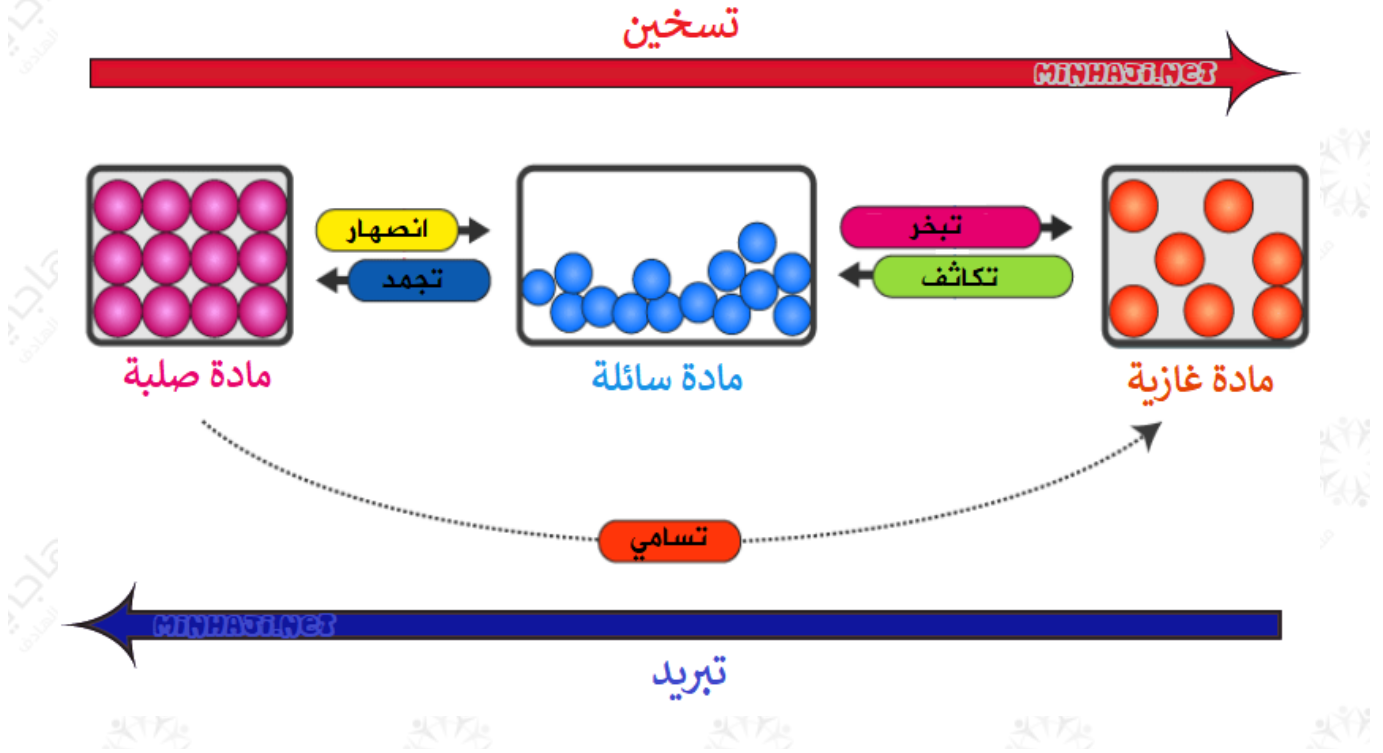 تسخين
MINHAJI.NET
انصهار
تبخر
تجمد
تكاثف
مادة صلبة
مادة سائلة
مادة غازية
تسامي
MINHAJI.NET
تبريد